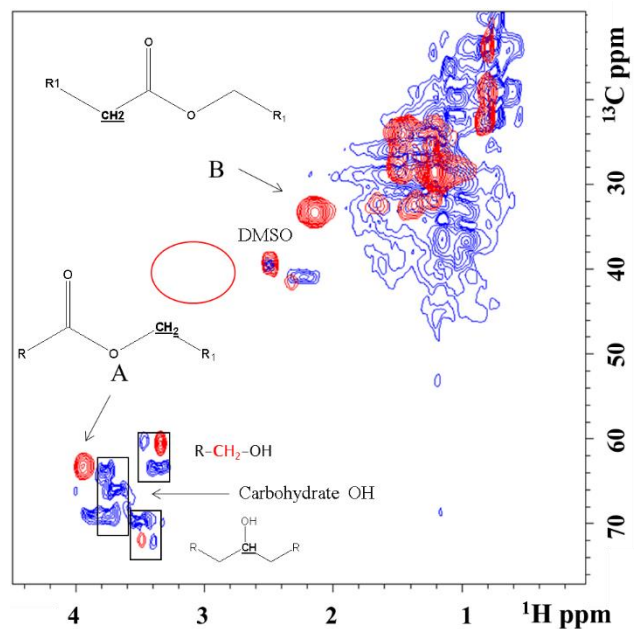 O
R1
CH2
O
R1
B
DMSO
O
CH2
R
O
R1
A
R-CH2-OH
Carbohydrate OH
OH
R
CH
R
20
30
40
50
60
70
13C ppm
4
3
2
1
1H ppm